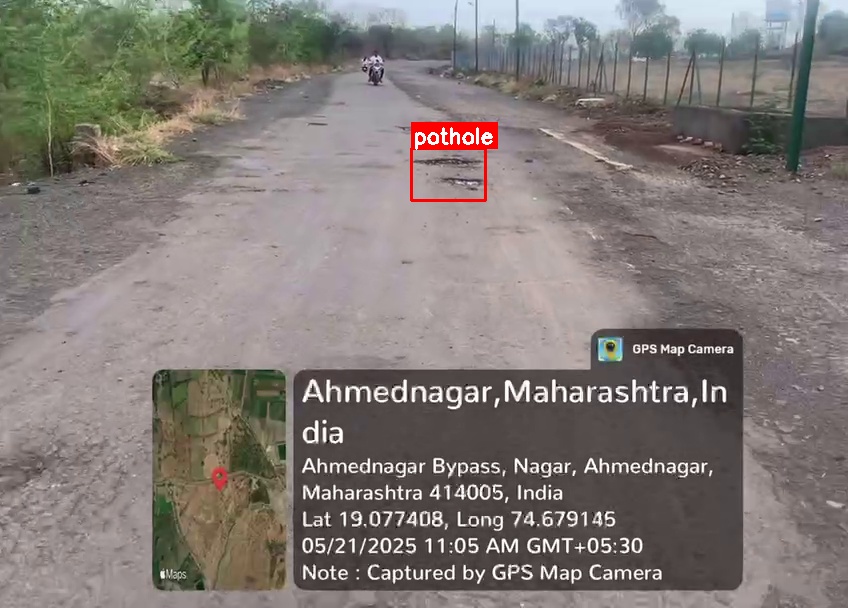 pothole
GPS Map Camera
Ahmednagar,Maharashtra,In
dia
Ahmednagar Bypass, Nagar, Ahmednagar,
Maharashtra 414005, India
Lat 19.077408, Long 74.679145
05/21/2025 11:05 AM GMT+05:30
Note : Captured by GPS Map Camera
Maps